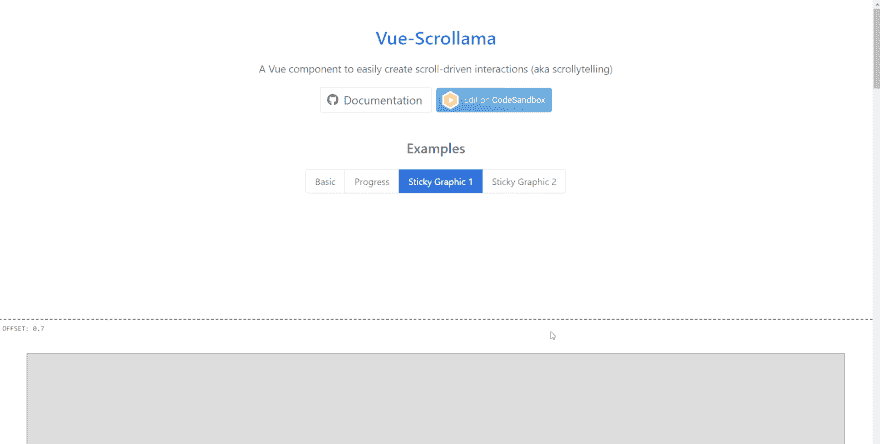 Vue-Scrollama
A Vue component to easily create scroll-driven interactions (aka scrollytelling)
Documentation
Edit on CodeSandbox
Examples
Basic
Progress
Sticky Graphic 1
Sticky Graphic 2
OFFSET: 0.7